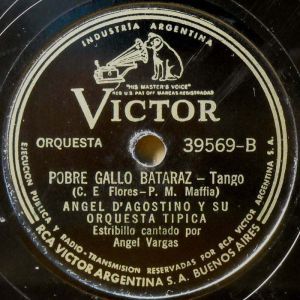 INDUSTRIA ARGENTINA
"HIS MASTER'S VOICE"
REG. U.S. PAT. OFF. MARCAS REGISTRADAS
VICTOR
ORQUESTA 39569-B
POBRE GALLO BATARAZ – Tango
(C. E Flores – P. M. Maffia)
ANGEL D'AGOSTINO Y SU
ORQUESTA TIPICA
Estribillo cantado por
Angel Vargas
EJECUCION PUBLICA Y RADIO-TRANSMISION RESERVADAS POR RCA VICTOR ARGENTINA S. A.
RCA VICTOR ARGENTINA S. A. BUENOS AIRES